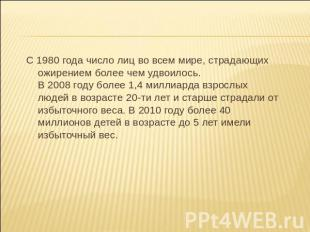 С 1980 года число лиц во всем мире, страдающих
ожирением более чем удвоилось.
В 2008 году более 1,4 миллиарда взрослых
людей в возрасте 20-ти лет и старше страдали от
избыточного веса. В 2010 году более 40
миллионов детей в возрасте до 5 лет имели
избыточный вес.
PPt4WEB.ru